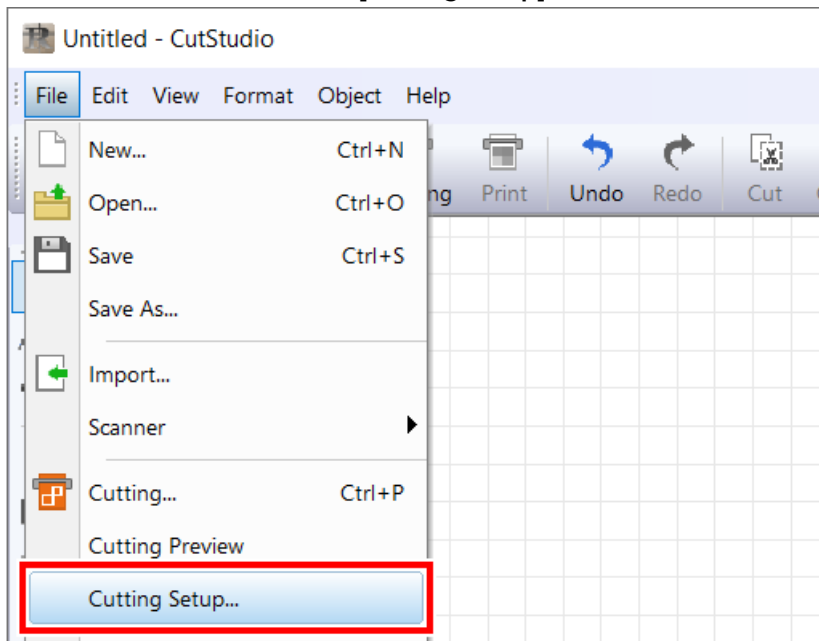 Untitled - CutStudio
File Edit View Format Object Help
New... Ctrl+N
Open... Ctrl+O
Print Undo Redo Cut
Save Ctrl+S
Save As...
Import...
Scanner
Cutting... Ctrl+P
Cutting Preview
Cutting Setup...